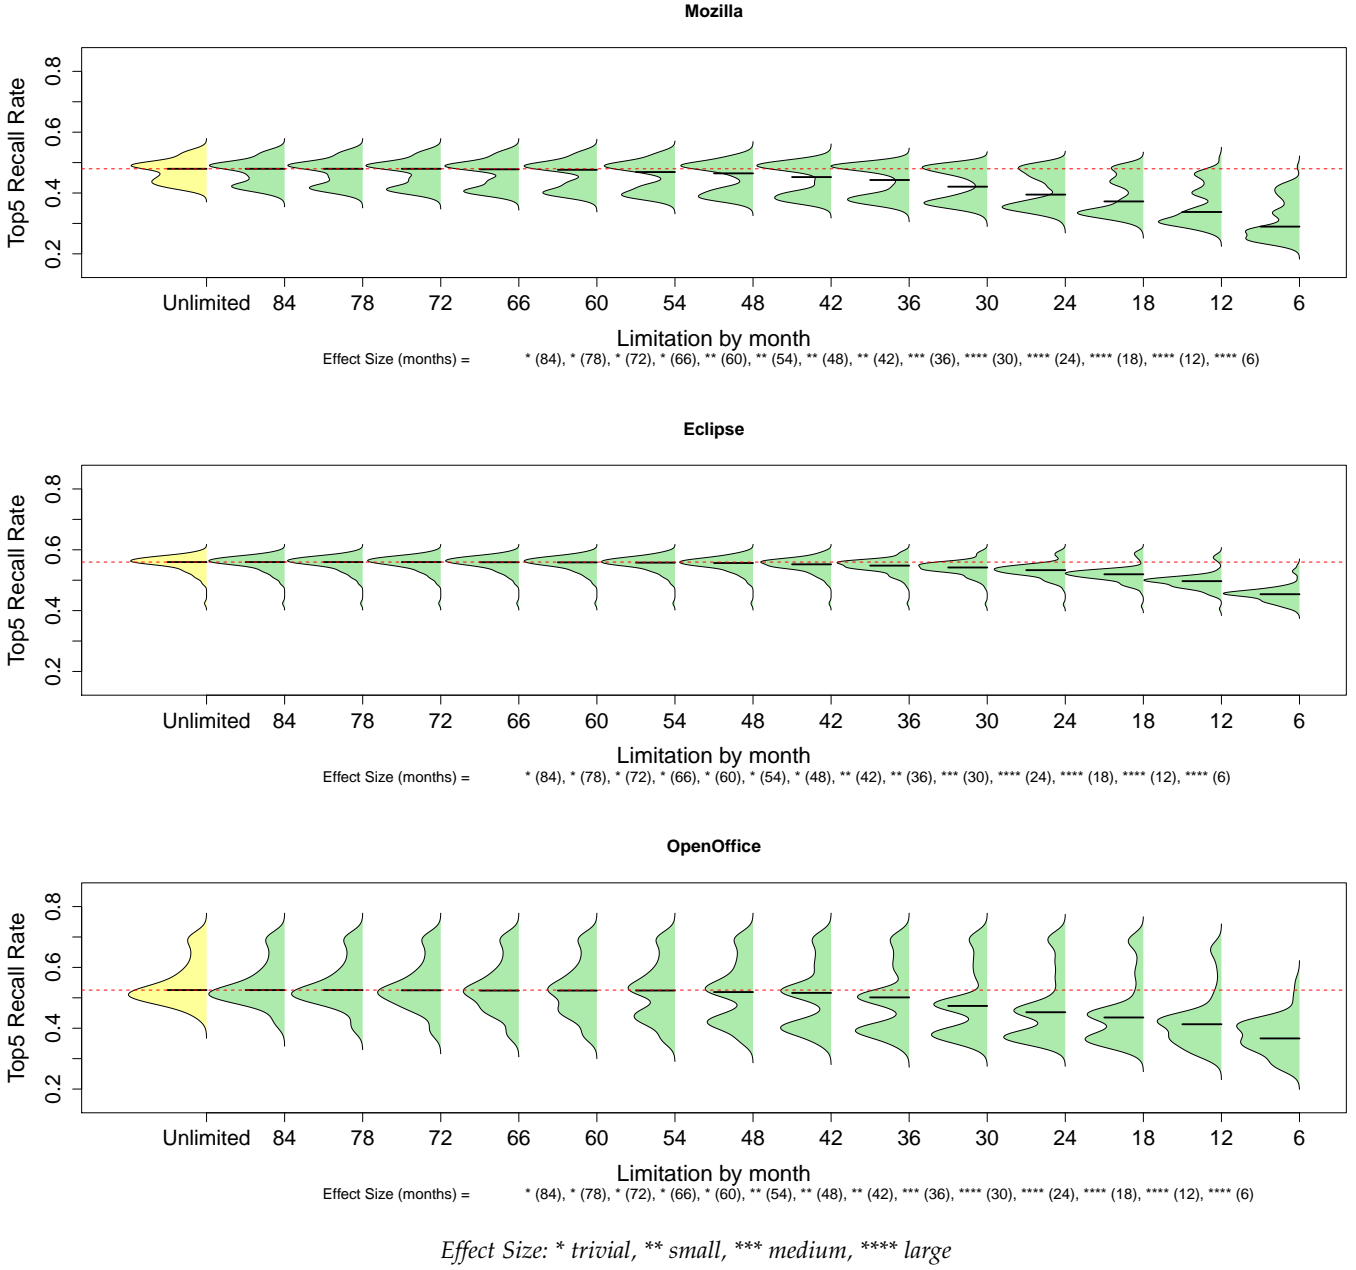 Mozilla
Top5 Recall Rate
0.8
0.6
0.4
0.2
Unlimited 84 78 72 66 60 54 48 42 36 30 24 18 12 6
Limitation by month
Effect Size (months) = * (84), * (78), * (72), * (66), ** (60), ** (54), ** (48), ** (42), *** (36), **** (30), **** (24), **** (18), **** (12), **** (6)
Eclipse
Top5 Recall Rate
0.8
0.6
0.4
0.2
Unlimited 84 78 72 66 60 54 48 42 36 30 24 18 12 6
Limitation by month
Effect Size (months) = * (84), * (78), * (72), * (66), * (60), * (54), * (48), ** (42), ** (36), *** (30), **** (24), **** (18), **** (12), **** (6)
OpenOffice
Top5 Recall Rate
0.8
0.6
0.4
0.2
Unlimited 84 78 72 66 60 54 48 42 36 30 24 18 12 6
Limitation by month
Effect Size (months) = * (84), * (78), * (72), * (66), * (60), ** (54), ** (48), ** (42), *** (36), **** (30), **** (24), **** (18), **** (12), **** (6)
Effect Size: * trivial, ** small, *** medium, **** large